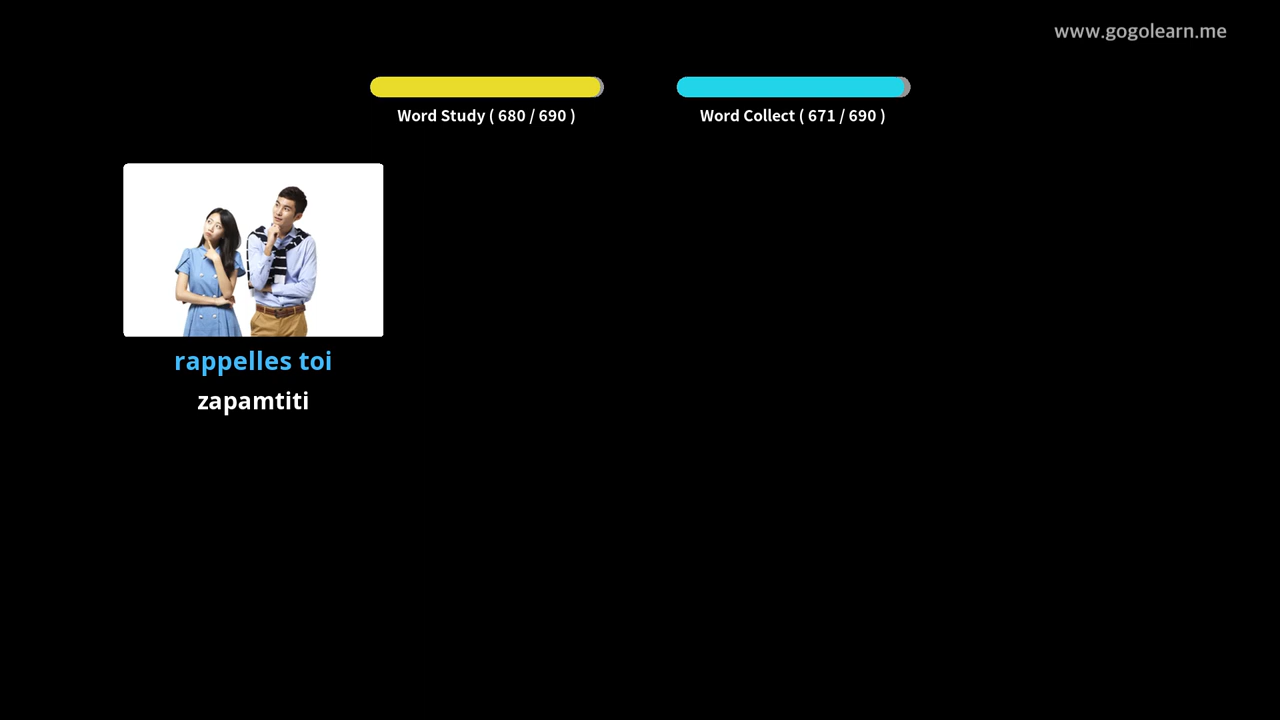 www.gogolearn.me
Word Study ( 680 / 690 )
Word Collect ( 671 / 690 )
rappelles toi
zapamtiti